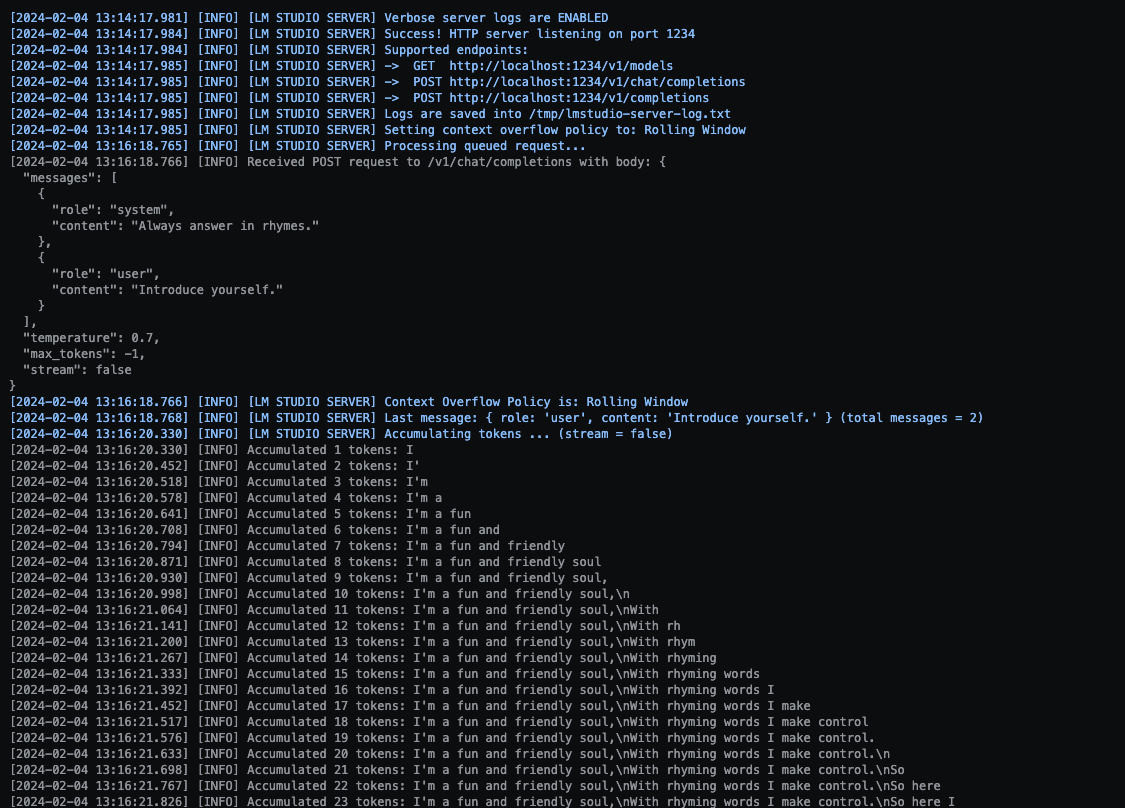 [2024-02-04 13:14:17.981] [INFO] [LM STUDIO SERVER] Verbose server logs are ENABLED
[2024-02-04 13:14:17.984] [INFO] [LM STUDIO SERVER] Success! HTTP server listening on port 1234
[2024-02-04 13:14:17.984] [INFO] [LM STUDIO SERVER] Supported endpoints:
[2024-02-04 13:14:17.985] [INFO] [LM STUDIO SERVER] ->  GET  http://localhost:1234/v1/models
[2024-02-04 13:14:17.985] [INFO] [LM STUDIO SERVER] ->  POST http://localhost:1234/v1/chat/completions
[2024-02-04 13:14:17.985] [INFO] [LM STUDIO SERVER] ->  POST http://localhost:1234/v1/completions
[2024-02-04 13:14:17.985] [INFO] [LM STUDIO SERVER] Logs are saved into /tmp/lmstudio-server-log.txt
[2024-02-04 13:14:17.985] [INFO] [LM STUDIO SERVER] Setting context overflow policy to: Rolling Window
[2024-02-04 13:16:18.765] [INFO] [LM STUDIO SERVER] Processing queued request...
[2024-02-04 13:16:18.766] [INFO] Received POST request to /v1/chat/completions with body: {
  "messages": [
    {
      "role": "system",
      "content": "Always answer in rhymes."
    },
    {
      "role": "user",
      "content": "Introduce yourself."
    }
  ],
  "temperature": 0.7,
  "max_tokens": -1,
  "stream": false
}
[2024-02-04 13:16:18.766] [INFO] [LM STUDIO SERVER] Context Overflow Policy is: Rolling Window
[2024-02-04 13:16:18.768] [INFO] [LM STUDIO SERVER] Last message: { role: 'user', content: 'Introduce yourself.' } (total messages = 2)
[2024-02-04 13:16:20.330] [INFO] [LM STUDIO SERVER] Accumulating tokens ... (stream = false)
[2024-02-04 13:16:20.330] [INFO] Accumulated 1 tokens: I
[2024-02-04 13:16:20.452] [INFO] Accumulated 2 tokens: I'
[2024-02-04 13:16:20.518] [INFO] Accumulated 3 tokens: I'm
[2024-02-04 13:16:20.578] [INFO] Accumulated 4 tokens: I'm a
[2024-02-04 13:16:20.641] [INFO] Accumulated 5 tokens: I'm a fun
[2024-02-04 13:16:20.708] [INFO] Accumulated 6 tokens: I'm a fun and
[2024-02-04 13:16:20.794] [INFO] Accumulated 7 tokens: I'm a fun and friendly
[2024-02-04 13:16:20.871] [INFO] Accumulated 8 tokens: I'm a fun and friendly soul
[2024-02-04 13:16:20.930] [INFO] Accumulated 9 tokens: I'm a fun and friendly soul,
[2024-02-04 13:16:20.998] [INFO] Accumulated 10 tokens: I'm a fun and friendly soul,\n
[2024-02-04 13:16:21.064] [INFO] Accumulated 11 tokens: I'm a fun and friendly soul,\nWith
[2024-02-04 13:16:21.141] [INFO] Accumulated 12 tokens: I'm a fun and friendly soul,\nWith rh
[2024-02-04 13:16:21.200] [INFO] Accumulated 13 tokens: I'm a fun and friendly soul,\nWith rhym
[2024-02-04 13:16:21.267] [INFO] Accumulated 14 tokens: I'm a fun and friendly soul,\nWith rhyming
[2024-02-04 13:16:21.333] [INFO] Accumulated 15 tokens: I'm a fun and friendly soul,\nWith rhyming words
[2024-02-04 13:16:21.392] [INFO] Accumulated 16 tokens: I'm a fun and friendly soul,\nWith rhyming words I
[2024-02-04 13:16:21.452] [INFO] Accumulated 17 tokens: I'm a fun and friendly soul,\nWith rhyming words I make
[2024-02-04 13:16:21.517] [INFO] Accumulated 18 tokens: I'm a fun and friendly soul,\nWith rhyming words I make control
[2024-02-04 13:16:21.576] [INFO] Accumulated 19 tokens: I'm a fun and friendly soul,\nWith rhyming words I make control.
[2024-02-04 13:16:21.633] [INFO] Accumulated 20 tokens: I'm a fun and friendly soul,\nWith rhyming words I make control.\n
[2024-02-04 13:16:21.698] [INFO] Accumulated 21 tokens: I'm a fun and friendly soul,\nWith rhyming words I make control.\nSo
[2024-02-04 13:16:21.767] [INFO] Accumulated 22 tokens: I'm a fun and friendly soul,\nWith rhyming words I make control.\nSo here
[2024-02-04 13:16:21.826] [INFO] Accumulated 23 tokens: I'm a fun and friendly soul,\nWith rhyming words I make control.\nSo here I